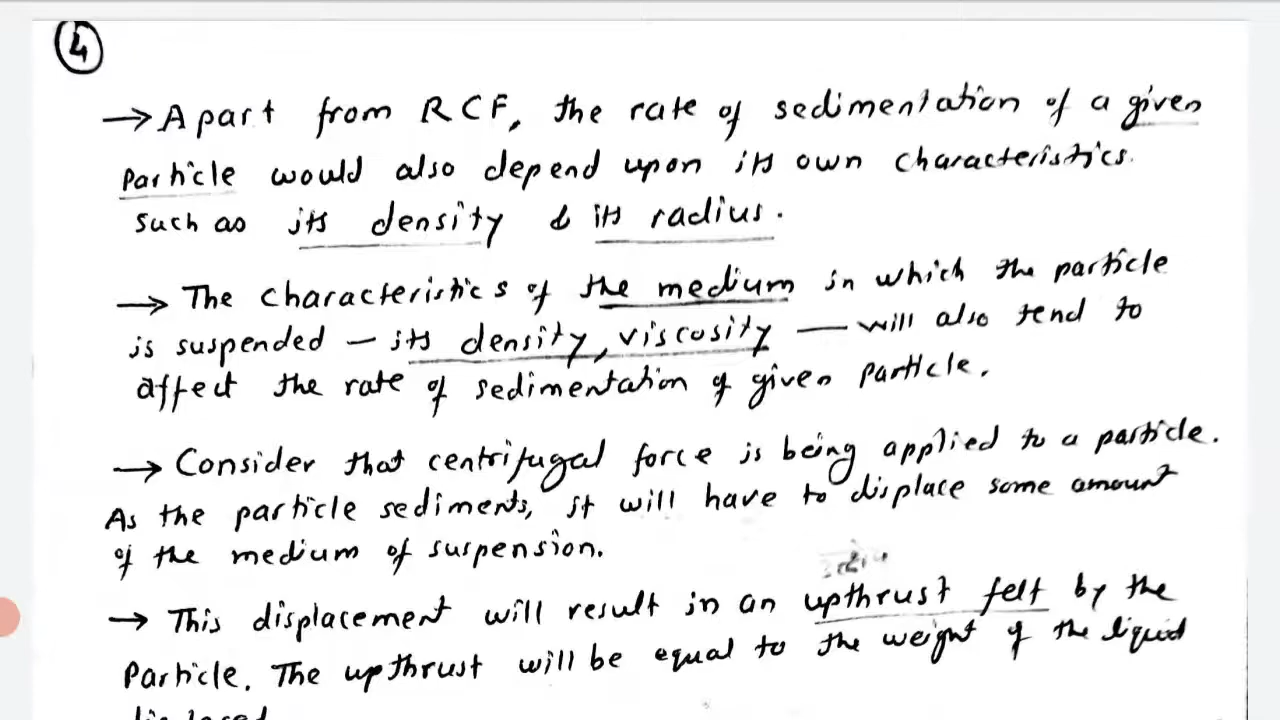 4
→ Apart from RCF, the rate of sedimentation of a given
particle would also depend upon its own characteristics.
such as its density & its radius.
→ The characteristics of the medium in which the particle
is suspended — its density, viscosity — will also tend to
affect the rate of sedimentation of given particle.
→ Consider that centrifugal force is being applied to a particle.
As the particle sediments, it will have to displace some amount
of the medium of suspension.
→ This displacement will result in an upthrust felt by the
Particle. The upthrust will be equal to the weight of the liquid